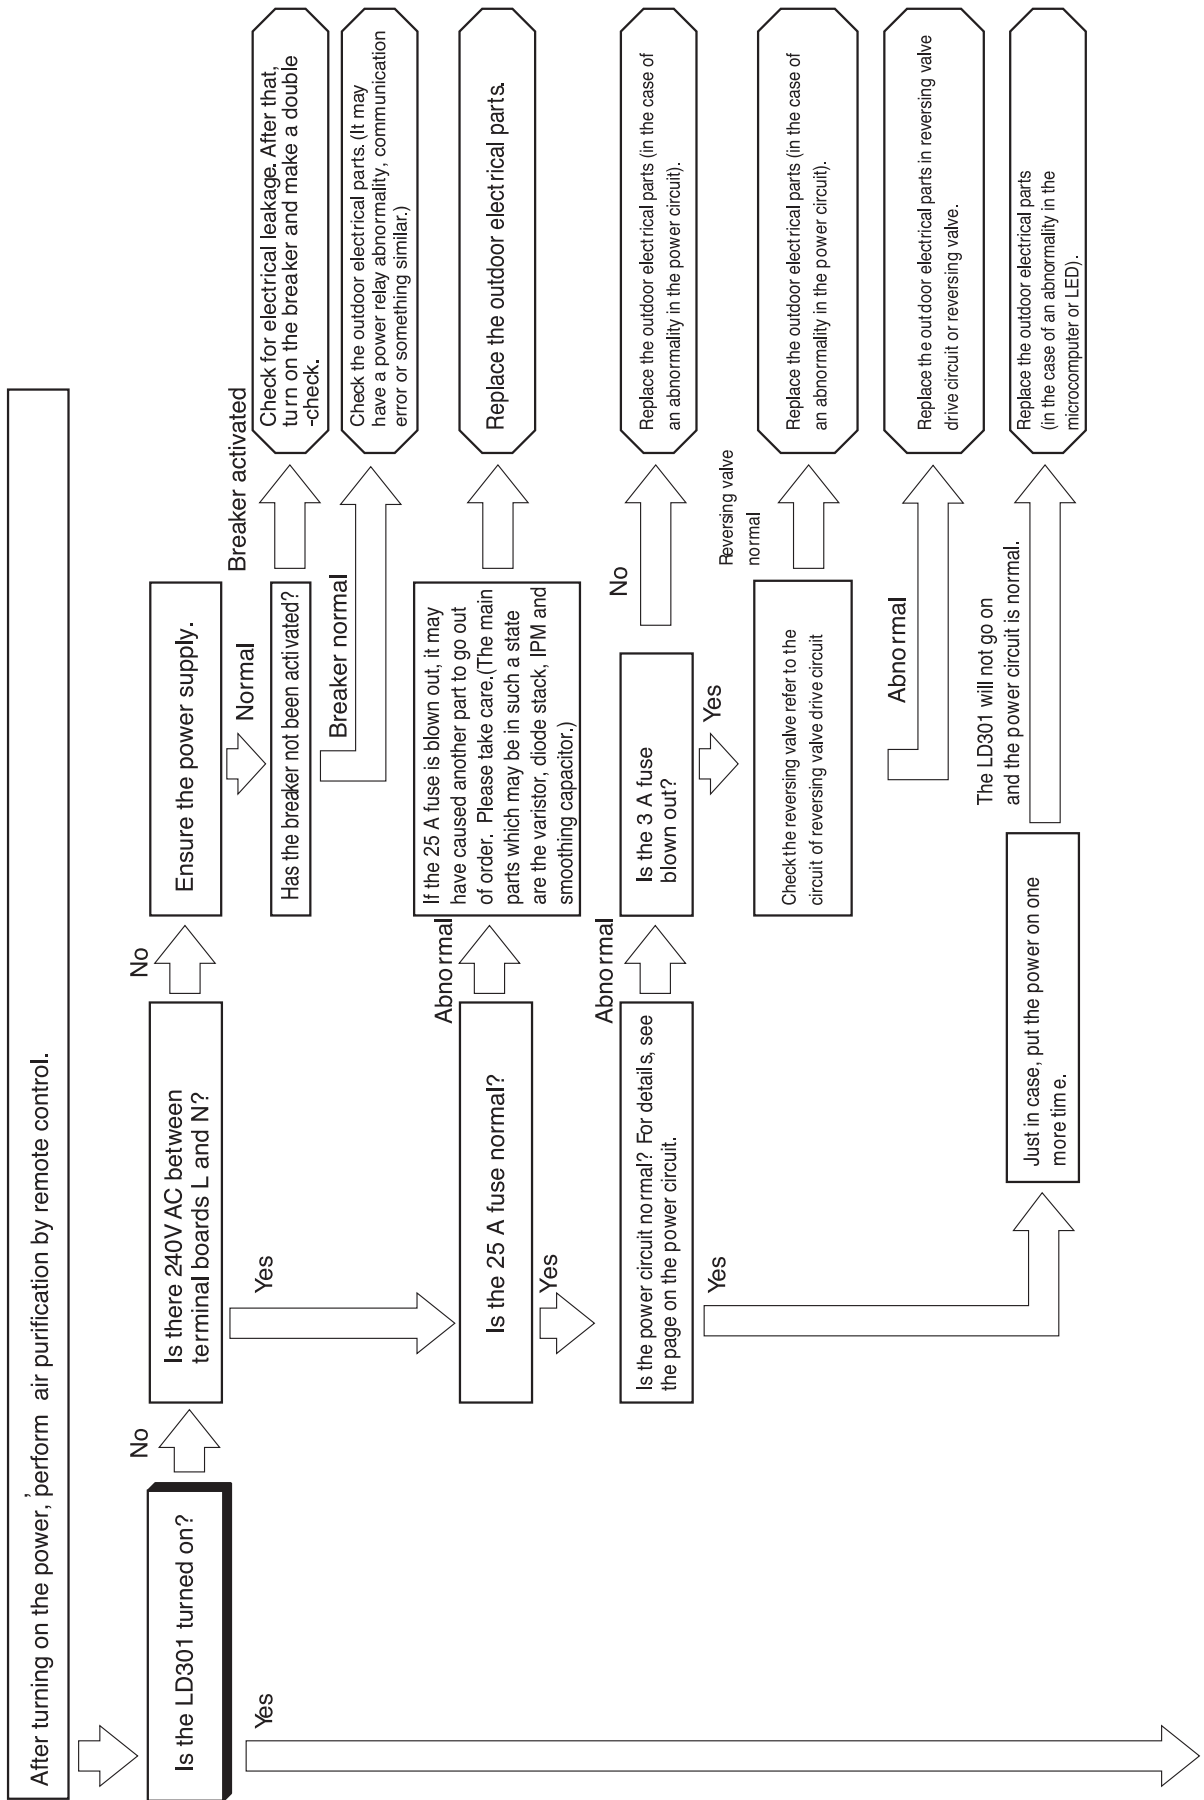 After turning on the power,'perform air purification by remote control.
Is the LD301 turned on?
No
Yes
Is there 240V AC between
terminal boards L and N?
No
Yes
Ensure the power supply.
Normal
Has the breaker not been activated?
Breaker activated
Check for electrical leakage. After that,
turn on the breaker and make a double
-check.
Breaker normal
Check the outdoor electrical parts.(It may
have a power relay abnormality, communication
error or something similar.)
Is the 25 A fuse normal?
Abnormal
Yes
If the 25 A fuse is blown out, it may
have caused another part to go out
of order. Please take care.(The main
parts which may be in such a state
are the varistor, diode stack, IPM and
smoothing capacitor.)
Replace the outdoor electrical parts.
Is the power circuit normal? For details, see
the page on the power circuit.
Abnormal
Yes
Is the 3 A fuse
blown out?
No
Yes
Replace the outdoor electrical parts (in the case of
an abnormality in the power circuit).
Check the reversing valve refer to the
circuit of reversing valve drive circuit
Reversing valve
normal
Replace the outdoor electrical parts (in the case of
an abnormality in the power circuit).
Abnormal
Replace the outdoor electrical parts in reversing valve
drive circuit or reversing valve.
Just in case, put the power on one
more time.
The LD301 will not go on
and the power circuit is normal.
Replace the outdoor electrical parts
(in the case of an abnormality in the
microcomputer or LED).